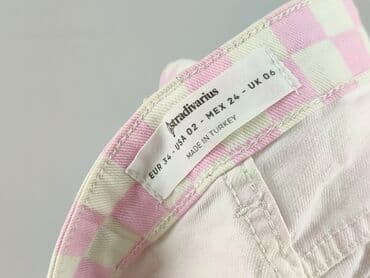 stradivarius
EUR 34 - USA 02 - MEX 24 - UK 06
MADE IN TURKEY